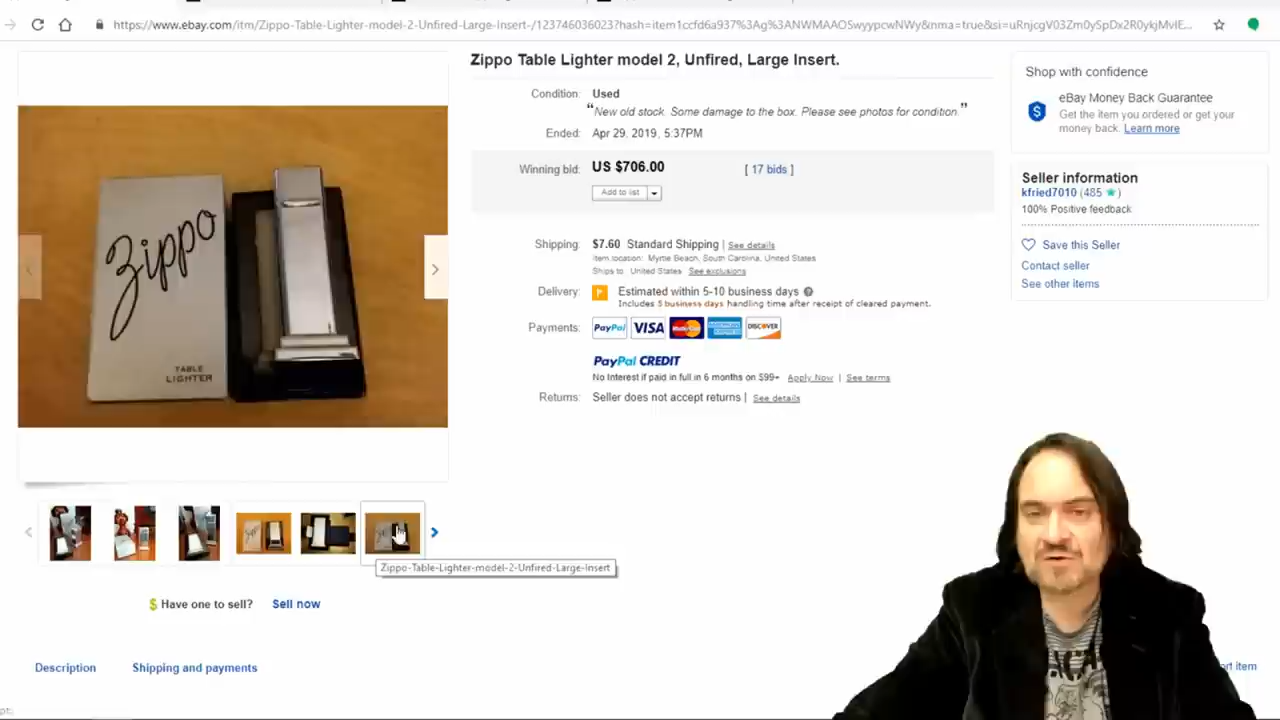 https://www.ebay.com/itm/Zippo-Table-Lighter-model-2-Unfired-Large-Insert-/123746036023?hash=item1ccfd6a937%3Ag%3ANWMAAOSwyypcwNWy&nma=true&si=uRnjcgV03Zm0ySpDx2R0ykjMvlE...
Zippo Table Lighter model 2, Unfired, Large Insert.
Condition: Used
“New old stock. Some damage to the box. Please see photos for condition.”
Ended: Apr 29, 2019, 5:37PM
Winning bid: US $706.00 [ 17 bids ]
Add to list
Shipping: $7.60 Standard Shipping | See details
Item location: Myrtle Beach, South Carolina, United States
Ships to: United States See exclusions
Delivery: P Estimated within 5-10 business days ?
Includes 5 business days handling time after receipt of cleared payment.
Payments: PayPal VISA MasterCard AMERICAN EXPRESS DISCOVER
PayPal CREDIT
No Interest if paid in full in 6 months on $99+ Apply Now | See terms
Returns: Seller does not accept returns | See details
Shop with confidence
eBay Money Back Guarantee
Get the item you ordered or get your
money back. Learn more
Seller information
kfried7010 (485 ★)
100% Positive feedback
Save this Seller
Contact seller
See other items
Zippo
TABLE
LIGHTER
Zippo-Table-Lighter-model-2-Unfired-Large-Insert
$ Have one to sell? Sell now
Description Shipping and payments
ort item